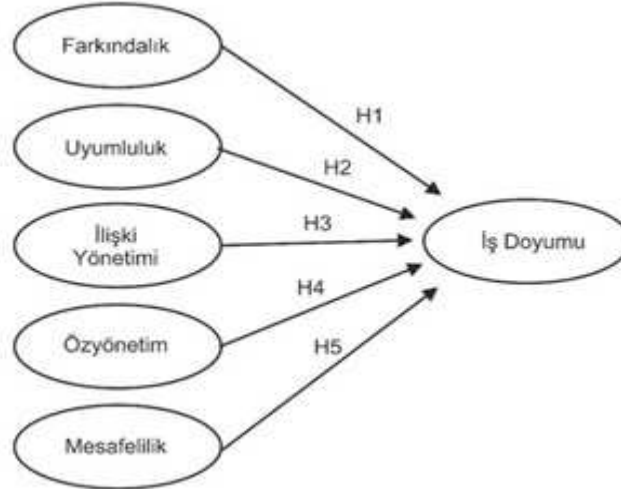 Farkındalık
H1
Uyumluluk
H2
İlişki
Yönetimi
H3
İş Doyumu
H4
Özyönetim
H5
Mesafelilik